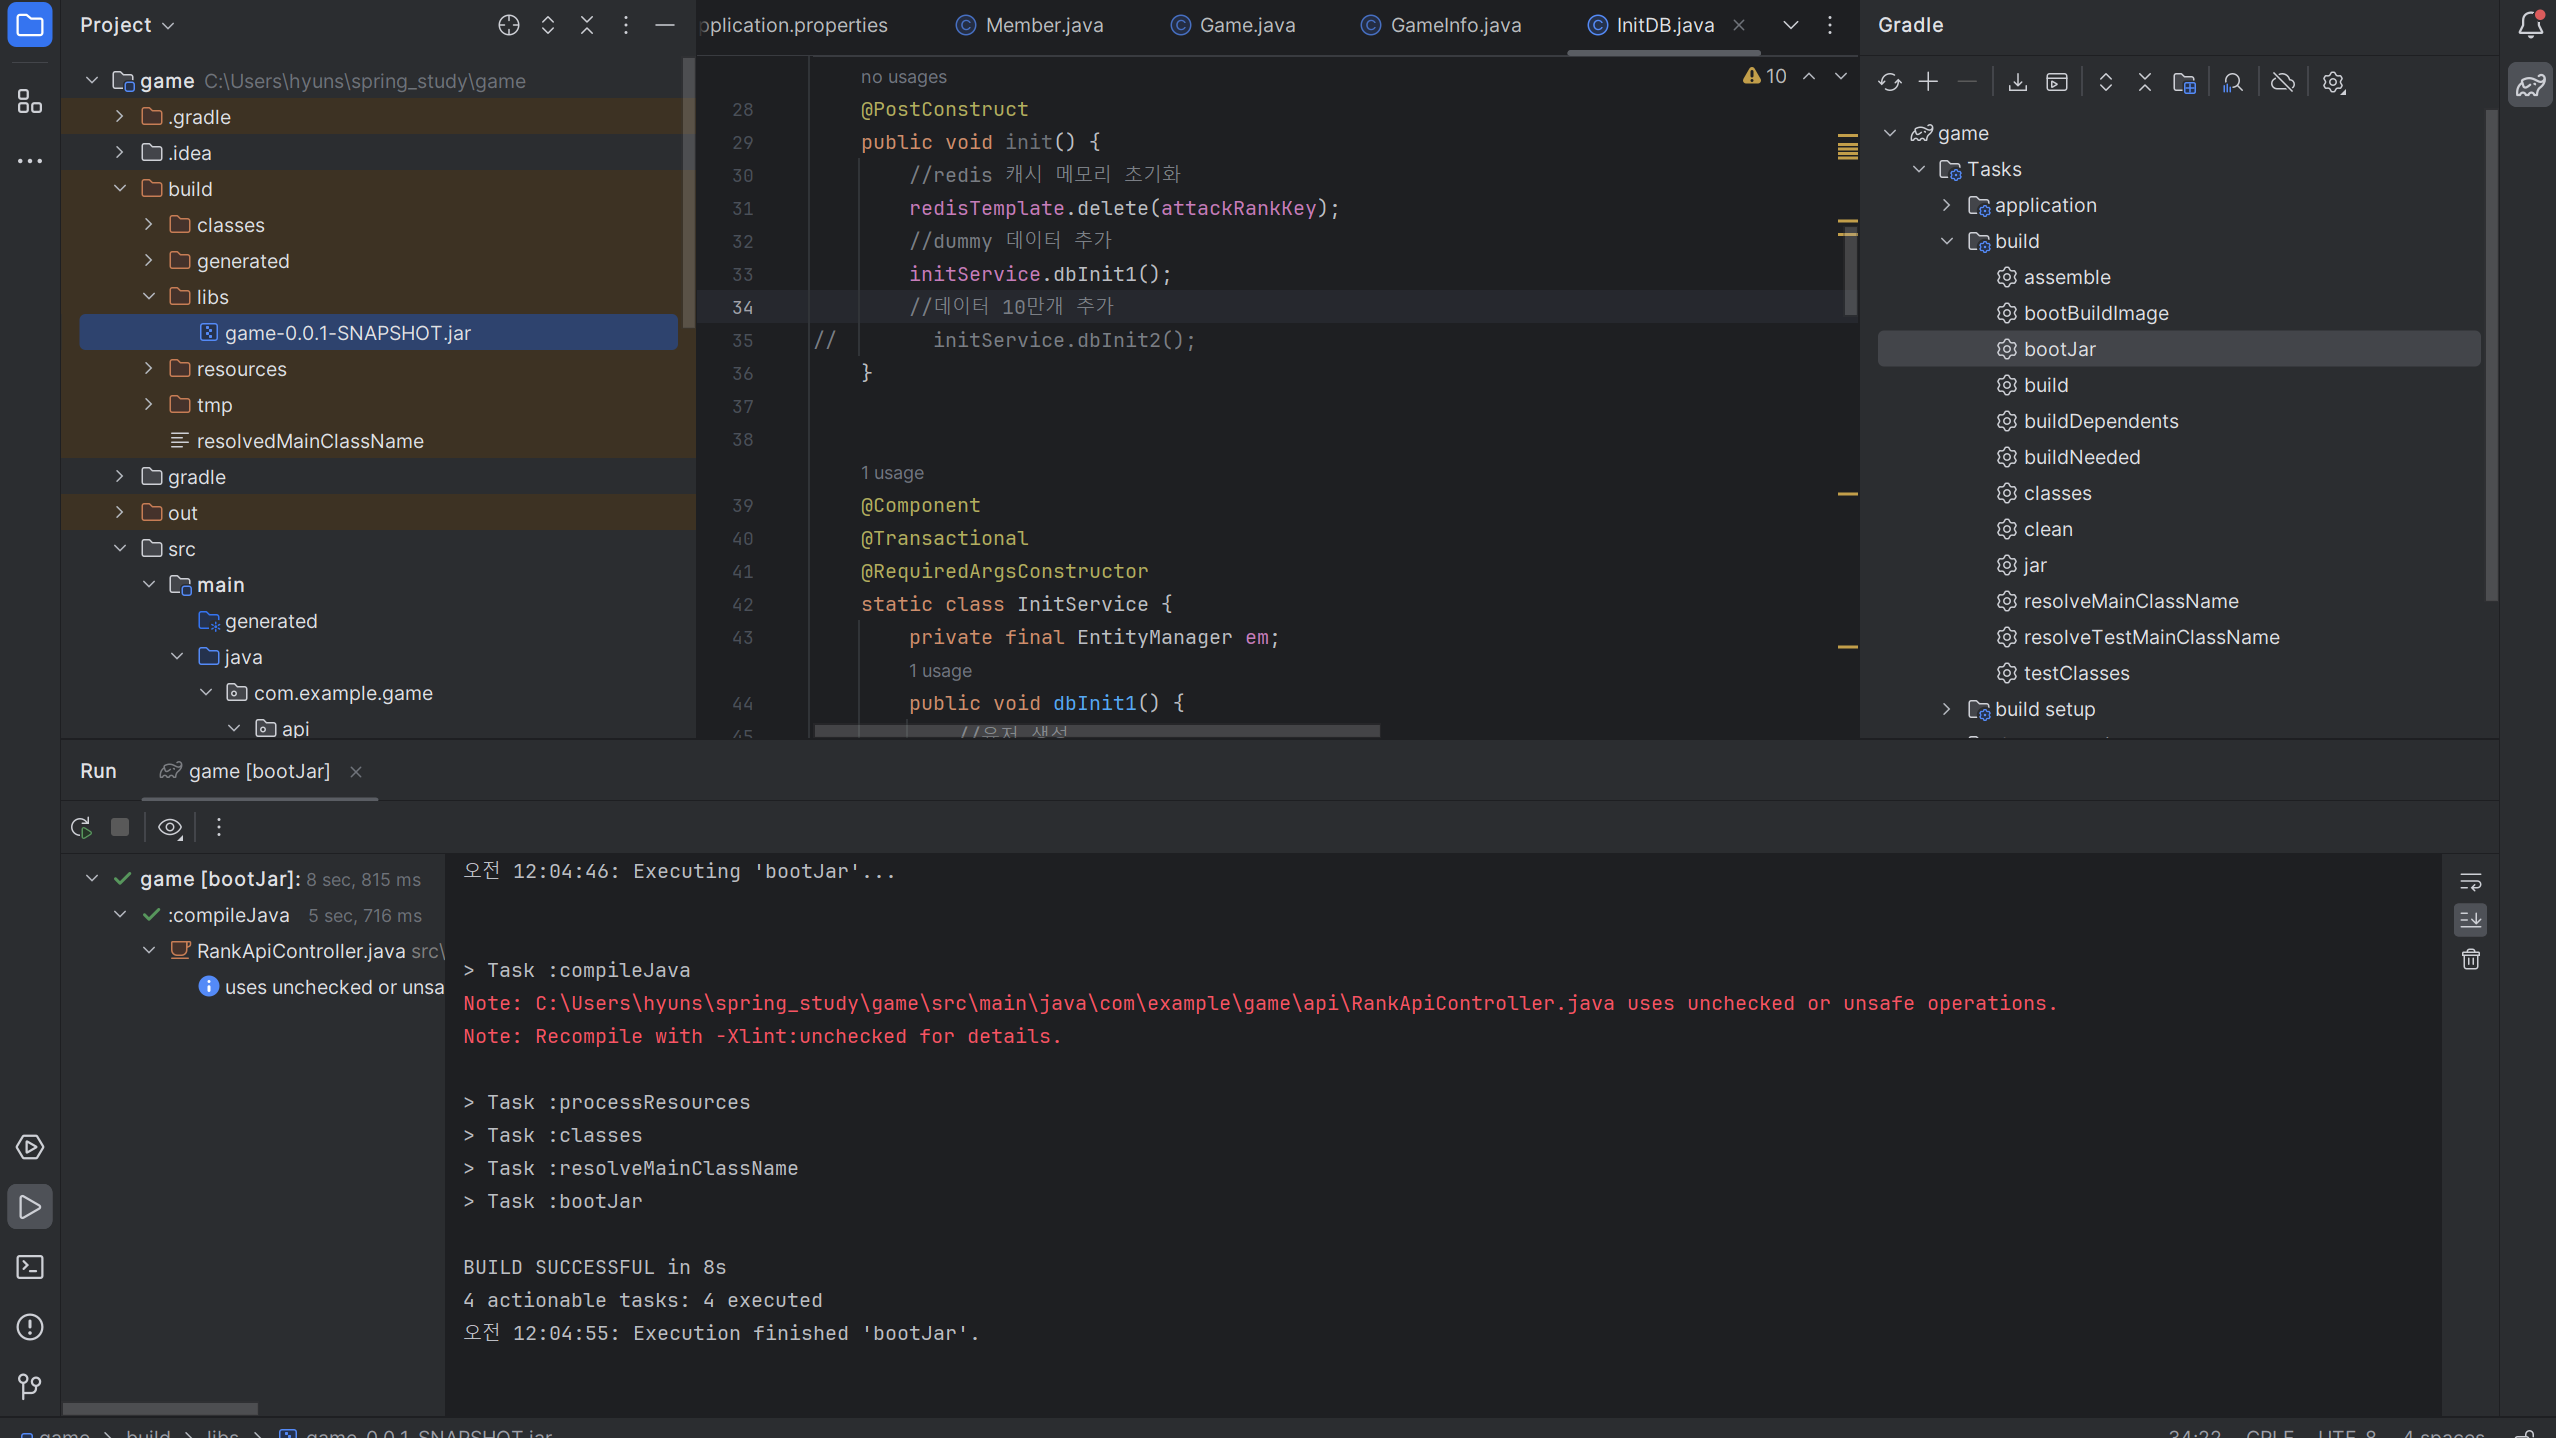 Project
game C:\Users\hyuns\spring_study\game
.gradle
.idea
build
classes
generated
libs
game-0.0.1-SNAPSHOT.jar
resources
tmp
resolvedMainClassName
gradle
out
src
main
generated
java
com.example.game
api
pplication.properties
Member.java
Game.java
GameInfo.java
InitDB.java
10
no usages
28 @PostConstruct
29 public void init() {
30 //redis 캐시 메모리 초기화
31 redisTemplate.delete(attackRankKey);
32 //dummy 데이터 추가
33 initService.dbInit1();
34 //데이터 10만개 추가
35 // initService.dbInit2();
36 }
37
38
1 usage
39 @Component
40 @Transactional
41 @RequiredArgsConstructor
42 static class InitService {
43 private final EntityManager em;
1 usage
44 public void dbInit1() {
45 //유저 생성
Gradle
game
Tasks
application
build
assemble
bootBuildImage
bootJar
build
buildDependents
buildNeeded
classes
clean
jar
resolveMainClassName
resolveTestMainClassName
testClasses
build setup
Run
game [bootJar]
game [bootJar]: 8 sec, 815 ms
:compileJava 5 sec, 716 ms
RankApiController.java src\
uses unchecked or unsa
오전 12:04:46: Executing 'bootJar'...
> Task :compileJava
Note: C:\Users\hyuns\spring_study\game\src\main\java\com\example\game\api\RankApiController.java uses unchecked or unsafe operations.
Note: Recompile with -Xlint:unchecked for details.
> Task :processResources
> Task :classes
> Task :resolveMainClassName
> Task :bootJar
BUILD SUCCESSFUL in 8s
4 actionable tasks: 4 executed
오전 12:04:55: Execution finished 'bootJar'.
game > build > libs > game-0.0.1-SNAPSHOT.jar
34:22 CRLF UTF-8 4 spaces